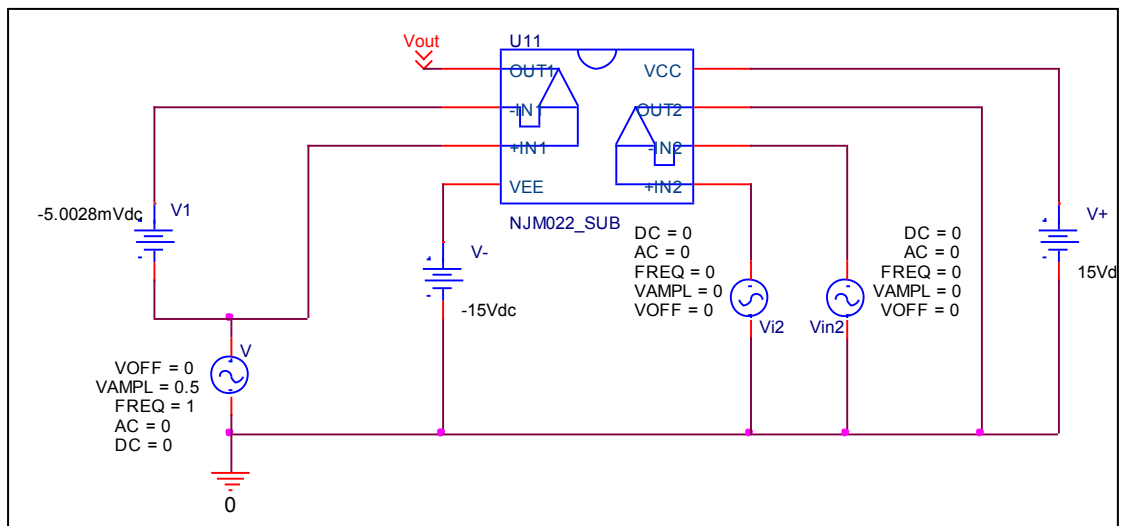 Vout
U11
OUT1
VCC
-IN1
OUT2
+IN1
-IN2
VEE
+IN2
NJM022_SUB
-5.0028mVdc
V1
V-
-15Vdc
DC = 0
AC = 0
FREQ = 0
VAMPL = 0
VOFF = 0
Vi2
DC = 0
AC = 0
FREQ = 0
VAMPL = 0
VOFF = 0
Vin2
V+
15Vd
V
VOFF = 0
VAMPL = 0.5
FREQ = 1
AC = 0
DC = 0
0